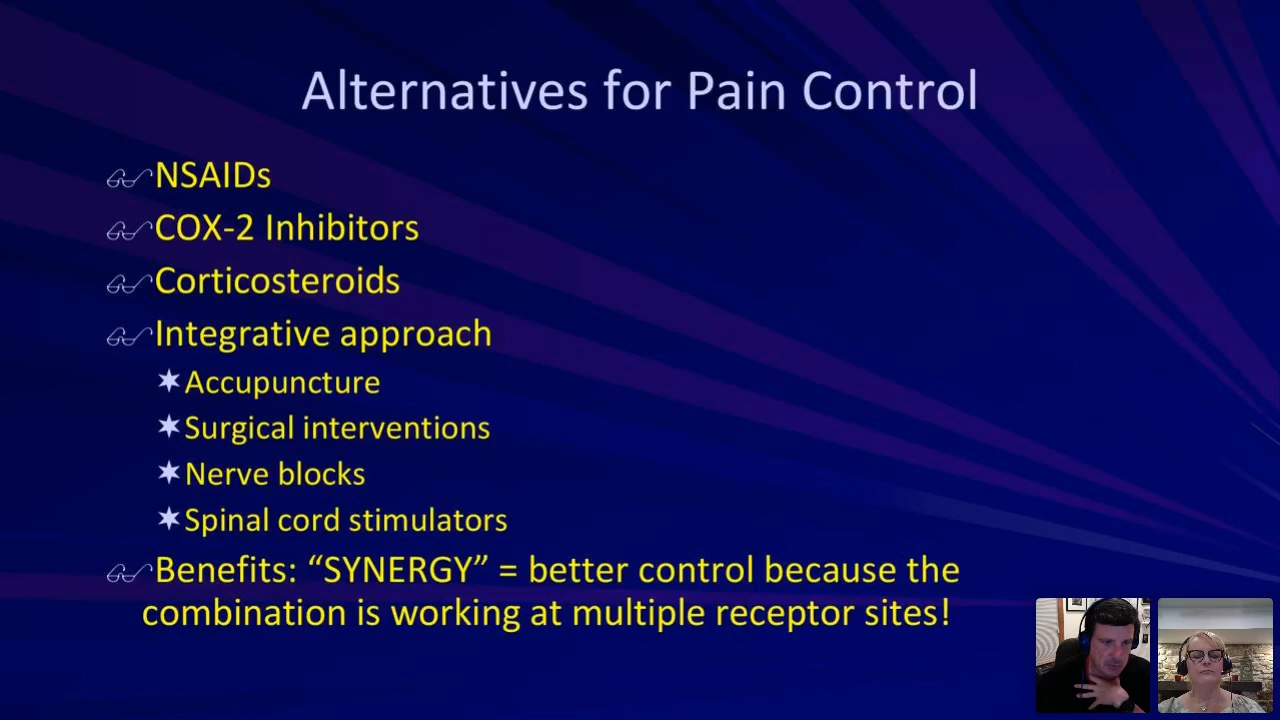 Alternatives for Pain Control
NSAIDs
COX-2 Inhibitors
Corticosteroids
Integrative approach
Accupuncture
Surgical interventions
Nerve blocks
Spinal cord stimulators
Benefits: “SYNERGY” = better control because the
combination is working at multiple receptor sites!